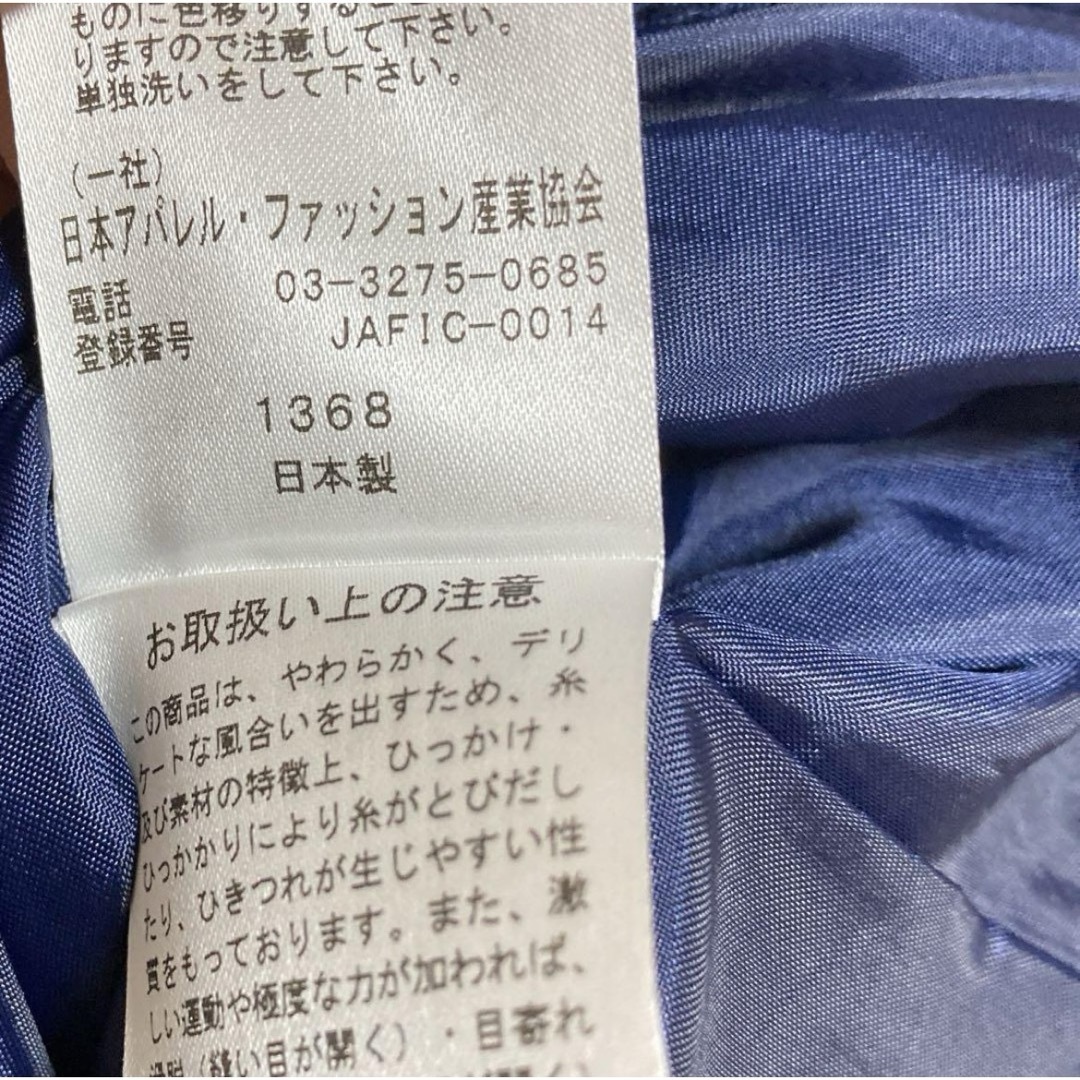 ものに色移りすること
りますので注意して下さい。
単独洗いをして下さい。
(一社)
日本アパレル・ファッション産業協会
電話 03-3275-0685
登録番号 JAFIC-0014
1368
日本製
お取扱い上の注意
この商品は、やわらかく、デリ
ケートな風合いを出すため、糸
及び素材の特徴上、ひっかけ・
ひっかかりにより糸がとびだし
たり、ひきつれが生じやすい性
質をもっております。また、激
しい運動や極度な力が加われば、
滑脱(縫い目が開く)・目寄れ